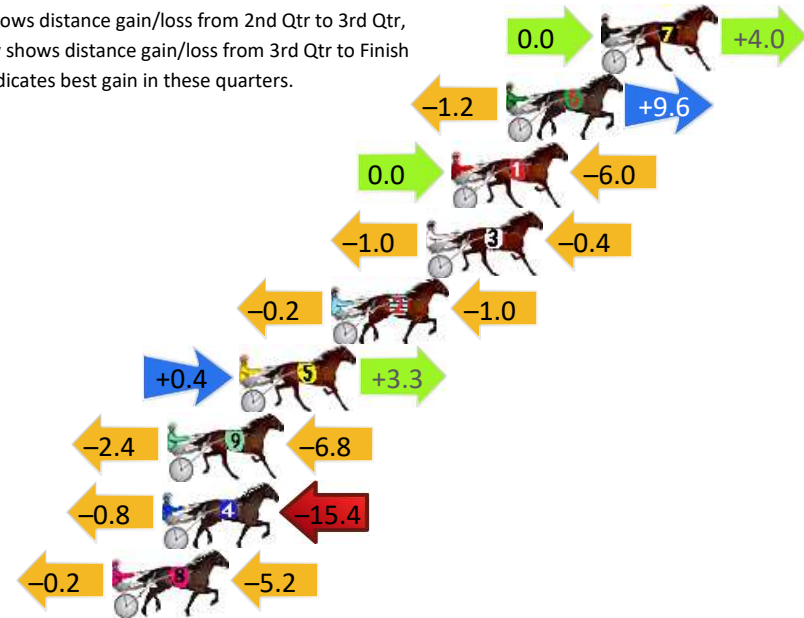 ows distance gain/loss from 2nd Qtr to 3rd Qtr,
shows distance gain/loss from 3rd Qtr to Finish
dicates best gain in these quarters.
0.0 7 +4.0
–1.2 6 +9.6
0.0 1 –6.0
–1.0 3 –0.4
–0.2 2 –1.0
+0.4 5 +3.3
–2.4 9 –6.8
–0.8 4 –15.4
–0.2 8 –5.2